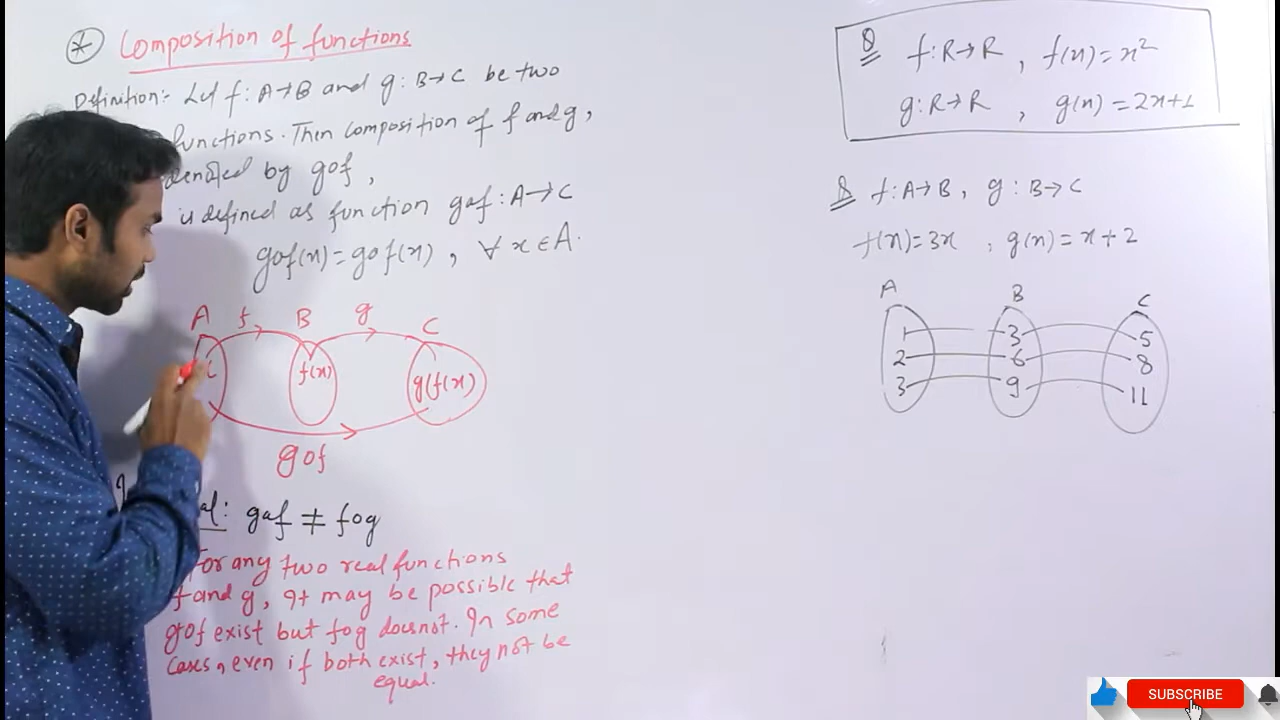 Composition of functions
Definition:- Let f: A→B and g: B→C be two
functions. Then composition of f and g,
denoted by gof,
is defined as function gof: A→C
gof(x) = gof(x), ∀ x ∈ A.
A f B g C
f(x) g(f(x))
gof
al: gof ≠ fog
For any two real functions
f and g, It may be possible that
gof exist but fog doesnot. In some
cases, even if both exist, they not be
equal.
Q f: R→R, f(x) = x²
g: R→R, g(x) = 2x+1
Q f: A→B, g: B→C
f(x) = 3x, g(x) = x+2
A B C
1 3 5
2 6 8
3 9 11
SUBSCRIBE